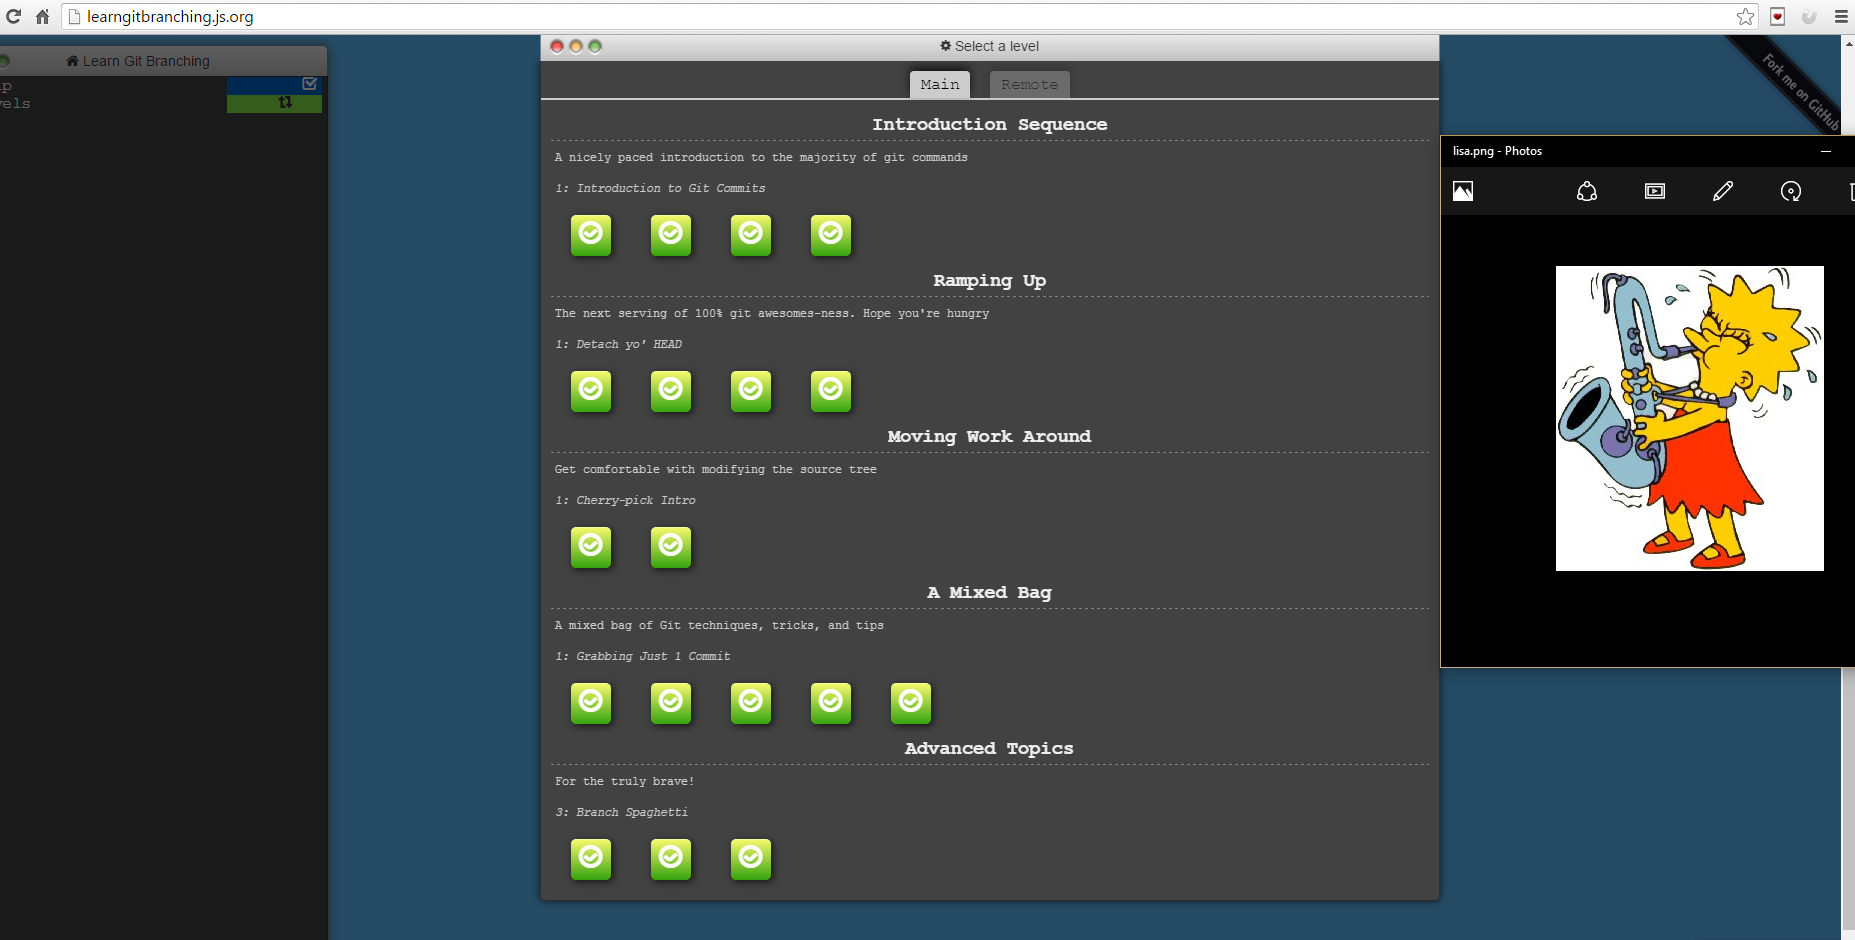 learngitbranching.js.org
Learn Git Branching
Select a level
Main
Remote
Introduction Sequence
A nicely paced introduction to the majority of git commands
1: Introduction to Git Commits
Ramping Up
The next serving of 100% git awesomes-ness. Hope you're hungry
1: Detach yo' HEAD
Moving Work Around
Get comfortable with modifying the source tree
1: Cherry-pick Intro
A Mixed Bag
A mixed bag of Git techniques, tricks, and tips
1: Grabbing Just 1 Commit
Advanced Topics
For the truly brave!
3: Branch Spaghetti
Fork me on GitHub
lisa.png - Photos